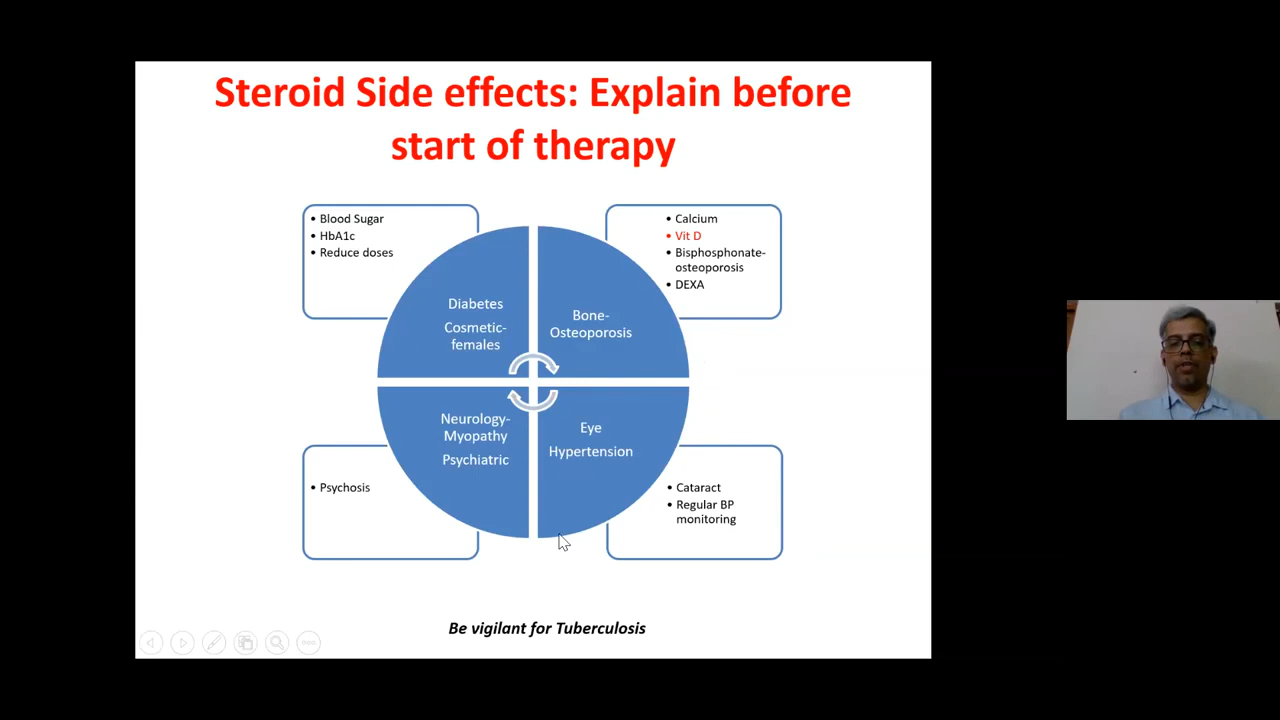 Steroid Side effects: Explain before
start of therapy
• Blood Sugar
• HbA1c
• Reduce doses
• Calcium
• Vit D
• Bisphosphonate-
osteoporosis
• DEXA
Diabetes
Cosmetic-
females
Bone-
Osteoporosis
Neurology-
Myopathy
Psychiatric
Eye
Hypertension
• Psychosis
• Cataract
• Regular BP
monitoring
Be vigilant for Tuberculosis